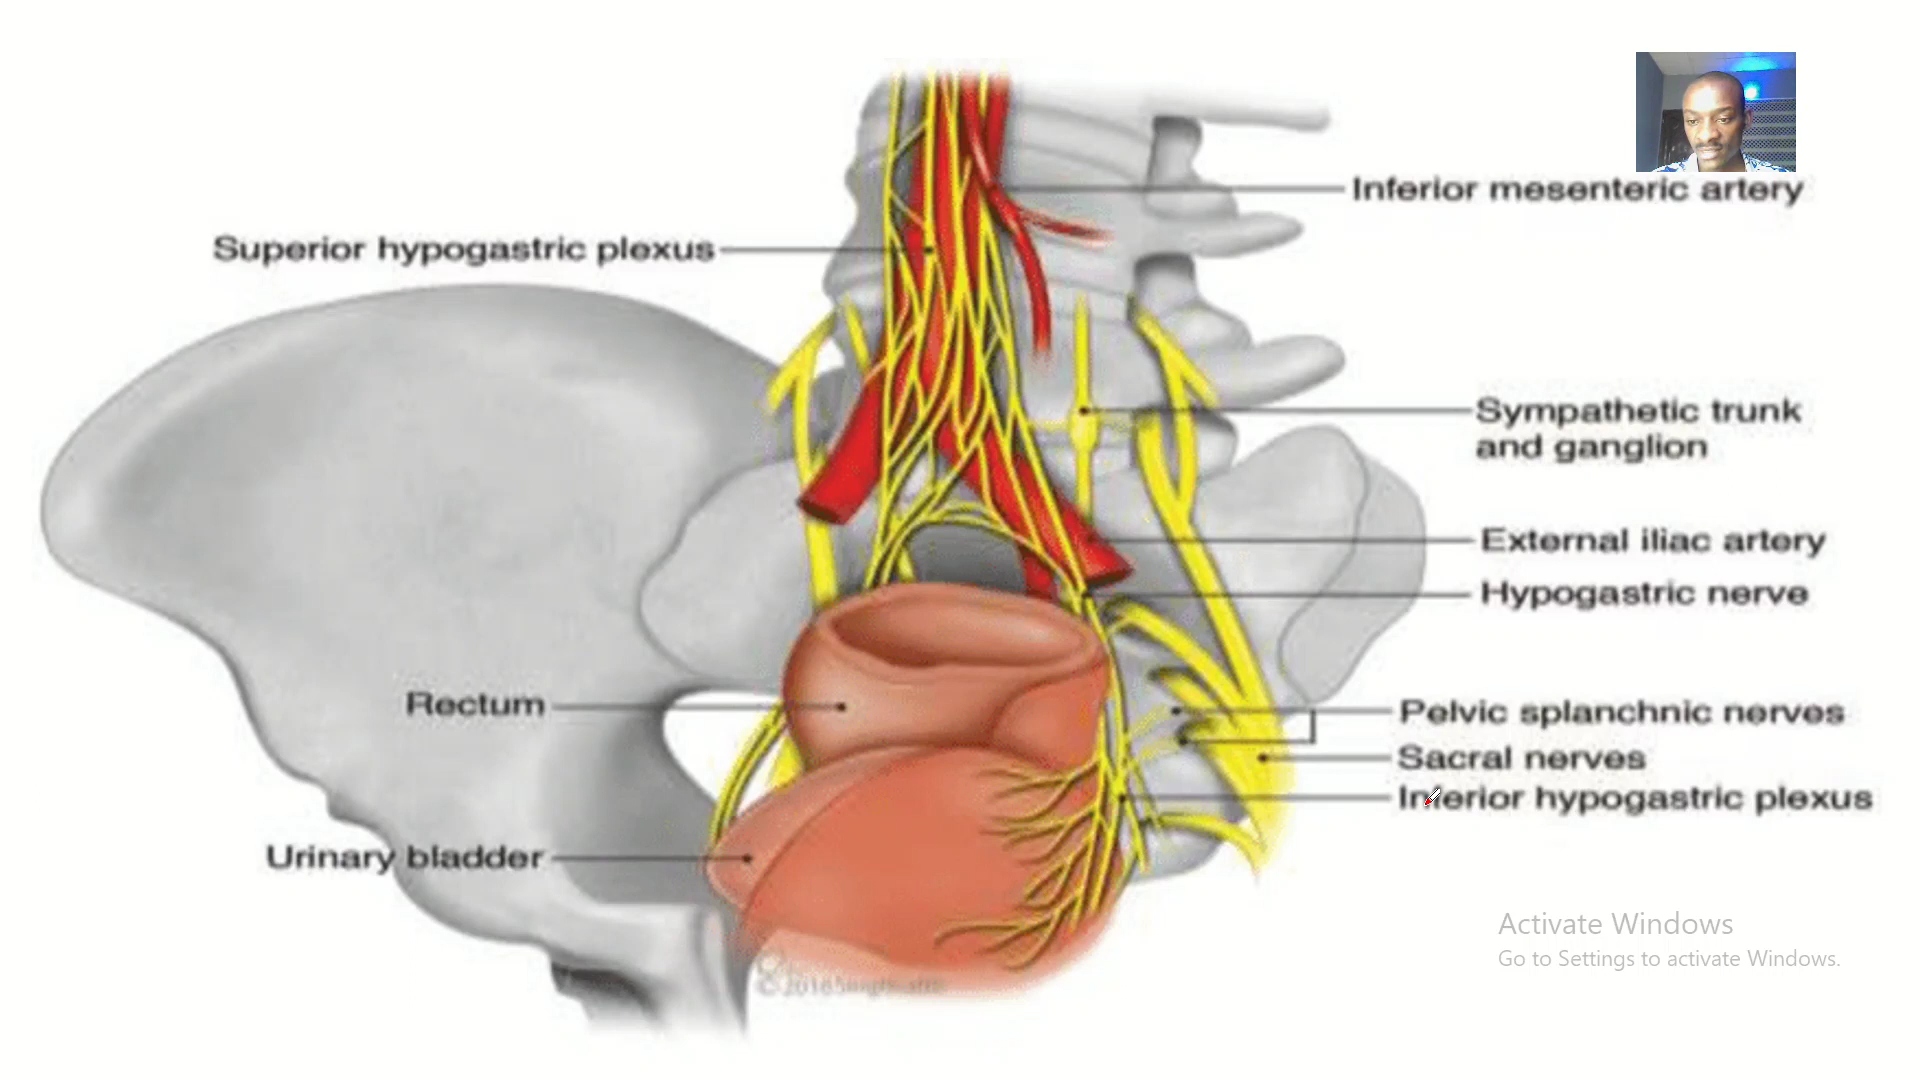 Inferior mesenteric artery
Superior hypogastric plexus
Sympathetic trunk
and ganglion
External iliac artery
Hypogastric nerve
Rectum
Pelvic splanchnic nerves
Sacral nerves
Inferior hypogastric plexus
Urinary bladder
Activate Windows
Go to Settings to activate Windows.